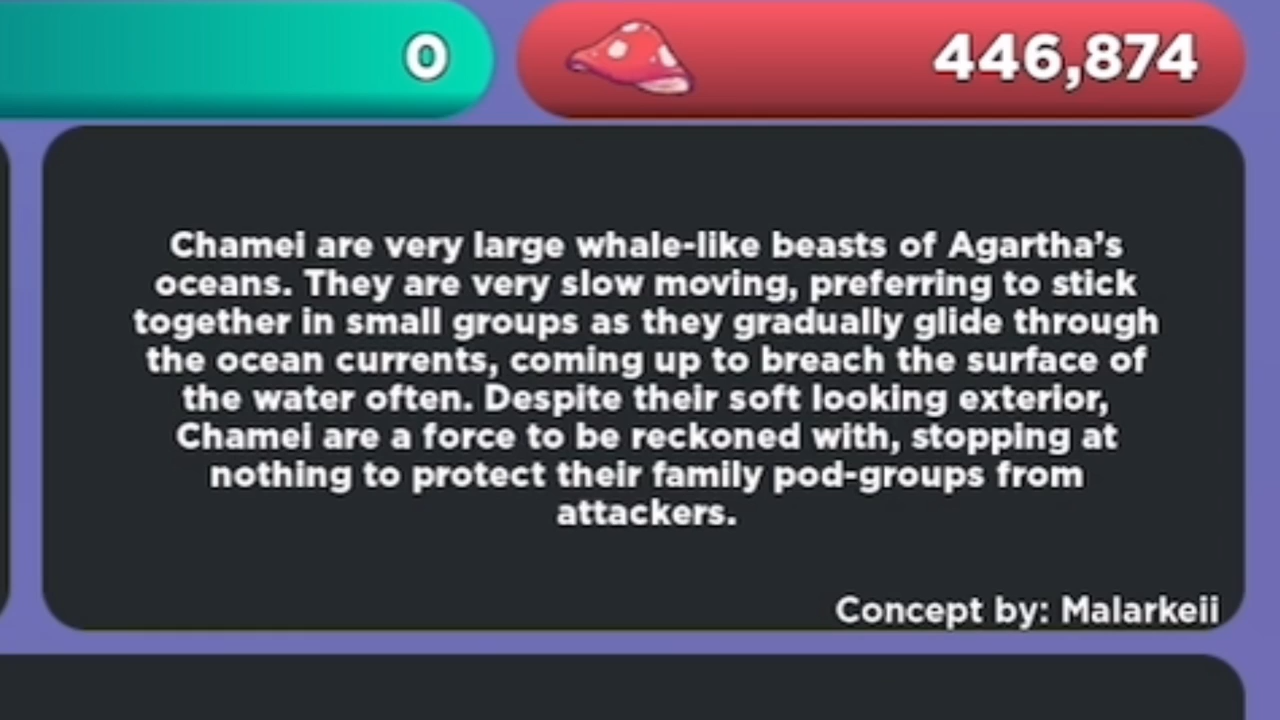 0
446,874
Chamei are very large whale-like beasts of Agartha’s
oceans. They are very slow moving, preferring to stick
together in small groups as they gradually glide through
the ocean currents, coming up to breach the surface of
the water often. Despite their soft looking exterior,
Chamei are a force to be reckoned with, stopping at
nothing to protect their family pod-groups from
attackers.
Concept by: Malarkeii